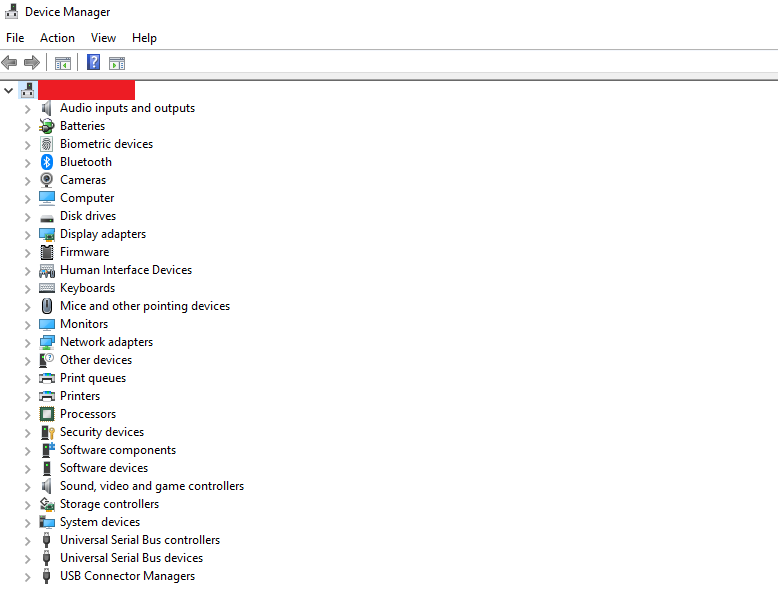 Device Manager
File Action View Help
Audio inputs and outputs
Batteries
Biometric devices
Bluetooth
Cameras
Computer
Disk drives
Display adapters
Firmware
Human Interface Devices
Keyboards
Mice and other pointing devices
Monitors
Network adapters
Other devices
Print queues
Printers
Processors
Security devices
Software components
Software devices
Sound, video and game controllers
Storage controllers
System devices
Universal Serial Bus controllers
Universal Serial Bus devices
USB Connector Managers